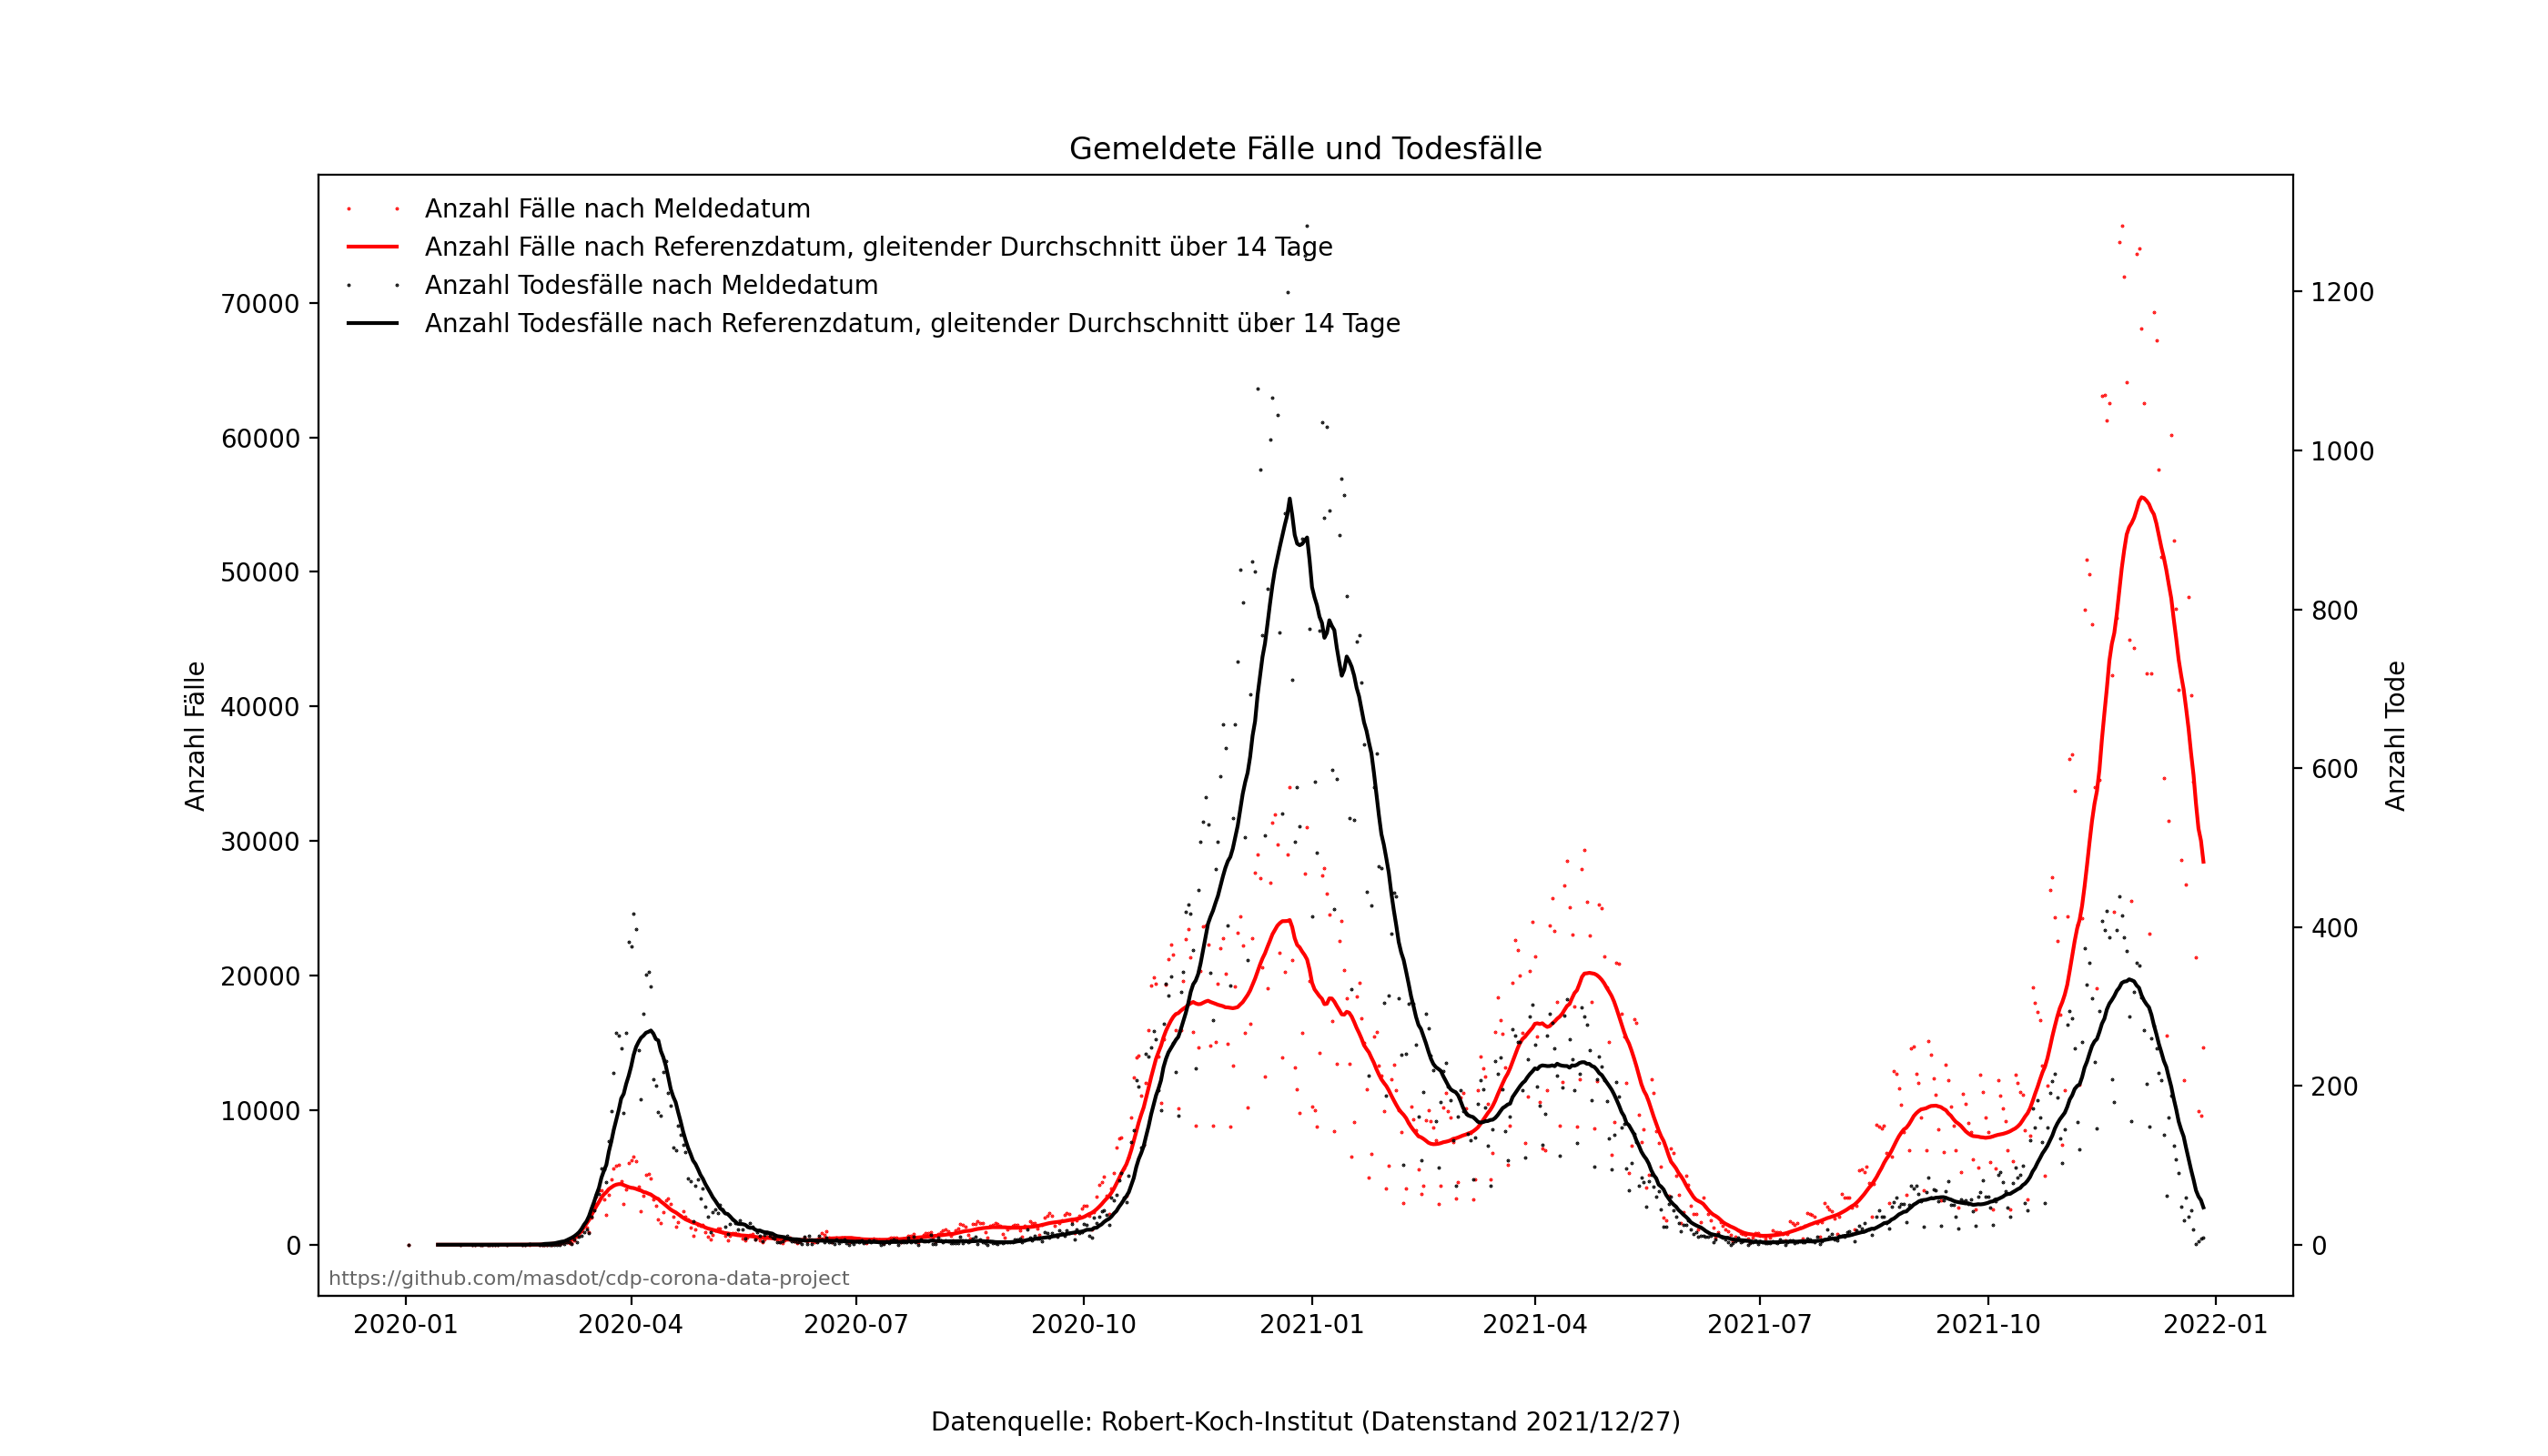 Gemeldete Fälle und Todesfälle
Anzahl Fälle nach Meldedatum
Anzahl Fälle nach Referenzdatum, gleitender Durchschnitt über 14 Tage
Anzahl Todesfälle nach Meldedatum
Anzahl Todesfälle nach Referenzdatum, gleitender Durchschnitt über 14 Tage
Anzahl Fälle
70000
60000
50000
40000
30000
20000
10000
0
1200
1000
800
600
400
200
0
Anzahl Tode
https://github.com/masdot/cdp-corona-data-project
2020-01
2020-04
2020-07
2020-10
2021-01
2021-04
2021-07
2021-10
2022-01
Datenquelle: Robert-Koch-Institut (Datenstand 2021/12/27)